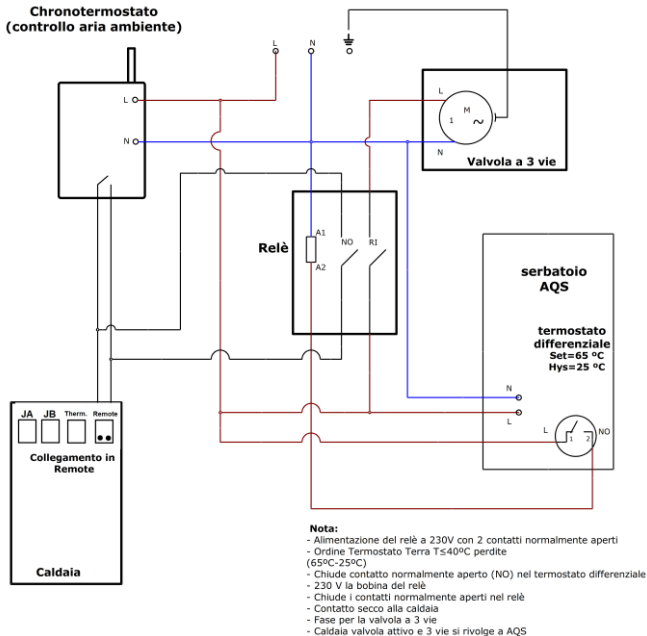 Chronotermostato
(controllo aria ambiente)
L
N
L
N
L
M
1
N
Valvola a 3 vie
Relè
A1
A2
NO
RI
serbatoio
AQS
termostato
differenziale
Set=65 ºC
Hys=25 ºC
N
L
L
1
2
NO
JA
JB
Therm.
Remote
Collegamento in
Remote
Caldaia
Nota:
- Alimentazione del relè a 230V con 2 contatti normalmente aperti
- Ordine Termostato Terra T≤40ºC perdite
(65ºC-25ºC)
- Chiude contatto normalmente aperto (NO) nel termostato differenziale
- 230 V la bobina del relè
- Chiude i contatti normalmente aperti nel relè
- Contatto secco alla caldaia
- Fase per la valvola a 3 vie
- Caldaia valvola attivo e 3 vie si rivolge a AQS